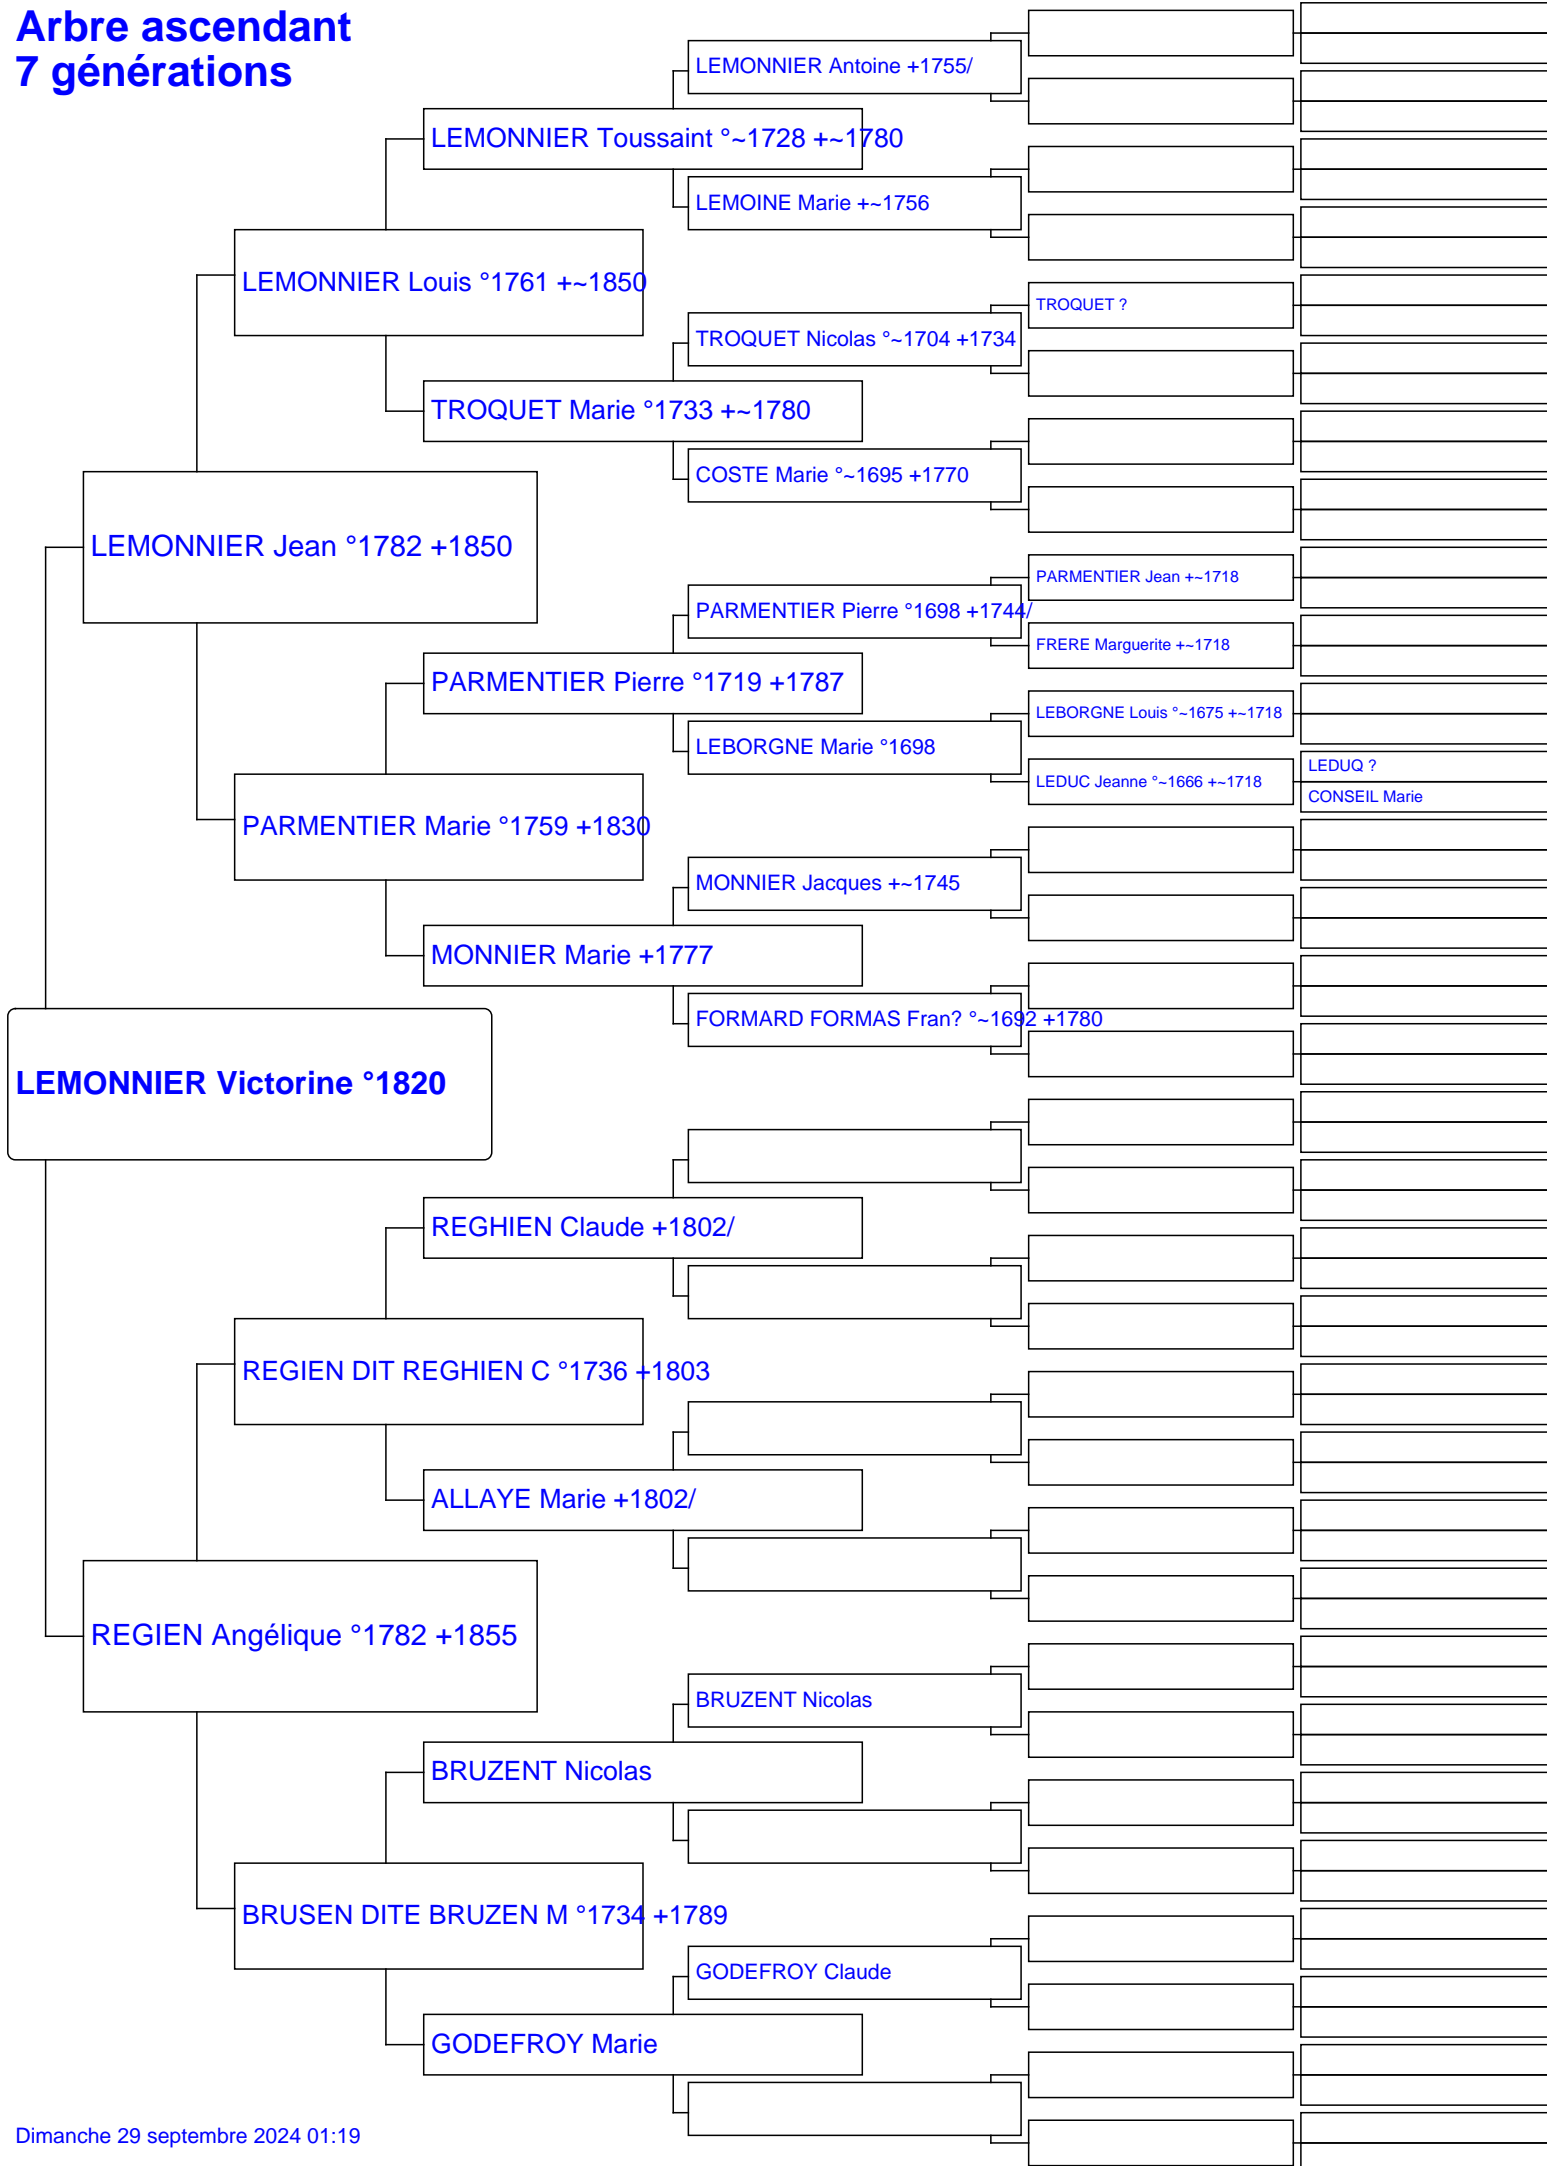 Arbre ascendant
7 générations
LEMONNIER Antoine +1755/
LEMONNIER Toussaint °~1728 +~1780
LEMOINE Marie +~1756
LEMONNIER Louis °1761 +~1850
TROQUET ?
TROQUET Nicolas °~1704 +1734
TROQUET Marie °1733 +~1780
COSTE Marie °~1695 +1770
LEMONNIER Jean °1782 +1850
PARMENTIER Jean +~1718
PARMENTIER Pierre °1698 +1744/
FRERE Marguerite +~1718
PARMENTIER Pierre °1719 +1787
LEBORGNE Louis °~1675 +~1718
LEBORGNE Marie °1698
LEDUQ ?
LEDUC Jeanne °~1666 +~1718
CONSEIL Marie
PARMENTIER Marie °1759 +1830
MONNIER Jacques +~1745
MONNIER Marie +1777
FORMARD FORMAS Fran? °~1692 +1780
LEMONNIER Victorine °1820
REGHIEN Claude +1802/
REGIEN DIT REGHIEN C °1736 +1803
ALLAYE Marie +1802/
REGIEN Angélique °1782 +1855
BRUZENT Nicolas
BRUZENT Nicolas
BRUSEN DITE BRUZEN M °1734 +1789
GODEFROY Claude
GODEFROY Marie
Dimanche 29 septembre 2024 01:19